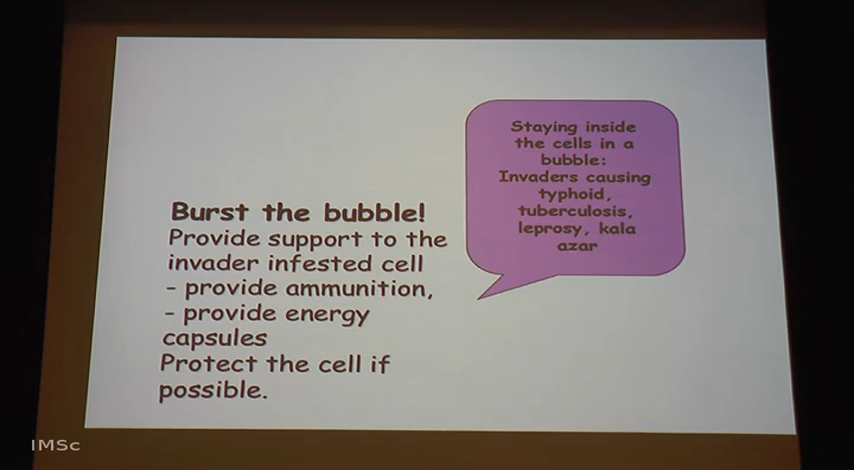 Staying inside
the cells in a
bubble:
Invaders causing
typhoid,
tuberculosis,
leprosy, kala
azar
Burst the bubble!
Provide support to the
invader infested cell
- provide ammunition,
- provide energy
capsules
Protect the cell if
possible.
IMSc